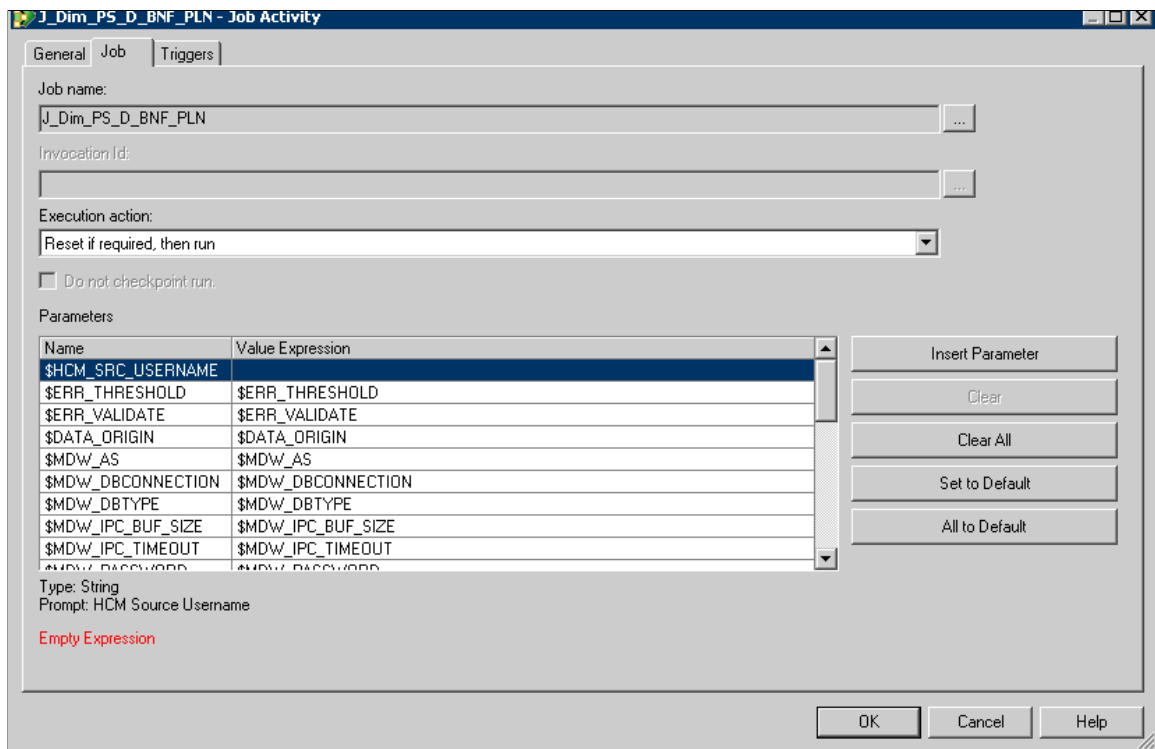 J_Dim_PS_D_BNF_PLN - Job Activity
General Job Triggers
Job name:
J_Dim_PS_D_BNF_PLN ...
Invocation Id:
...
Execution action:
Reset if required, then run
Do not checkpoint run.
Parameters
Name Value Expression
$HCM_SRC_USERNAME
$ERR_THRESHOLD $ERR_THRESHOLD
$ERR_VALIDATE $ERR_VALIDATE
$DATA_ORIGIN $DATA_ORIGIN
$MDW_AS $MDW_AS
$MDW_DBCONNECTION $MDW_DBCONNECTION
$MDW_DBTYPE $MDW_DBTYPE
$MDW_IPC_BUF_SIZE $MDW_IPC_BUF_SIZE
$MDW_IPC_TIMEOUT $MDW_IPC_TIMEOUT
$MDW_PASSWORD $MDW_PASSWORD
Insert Parameter
Clear
Clear All
Set to Default
All to Default
Type: String
Prompt: HCM Source Username
Empty Expression
OK Cancel Help